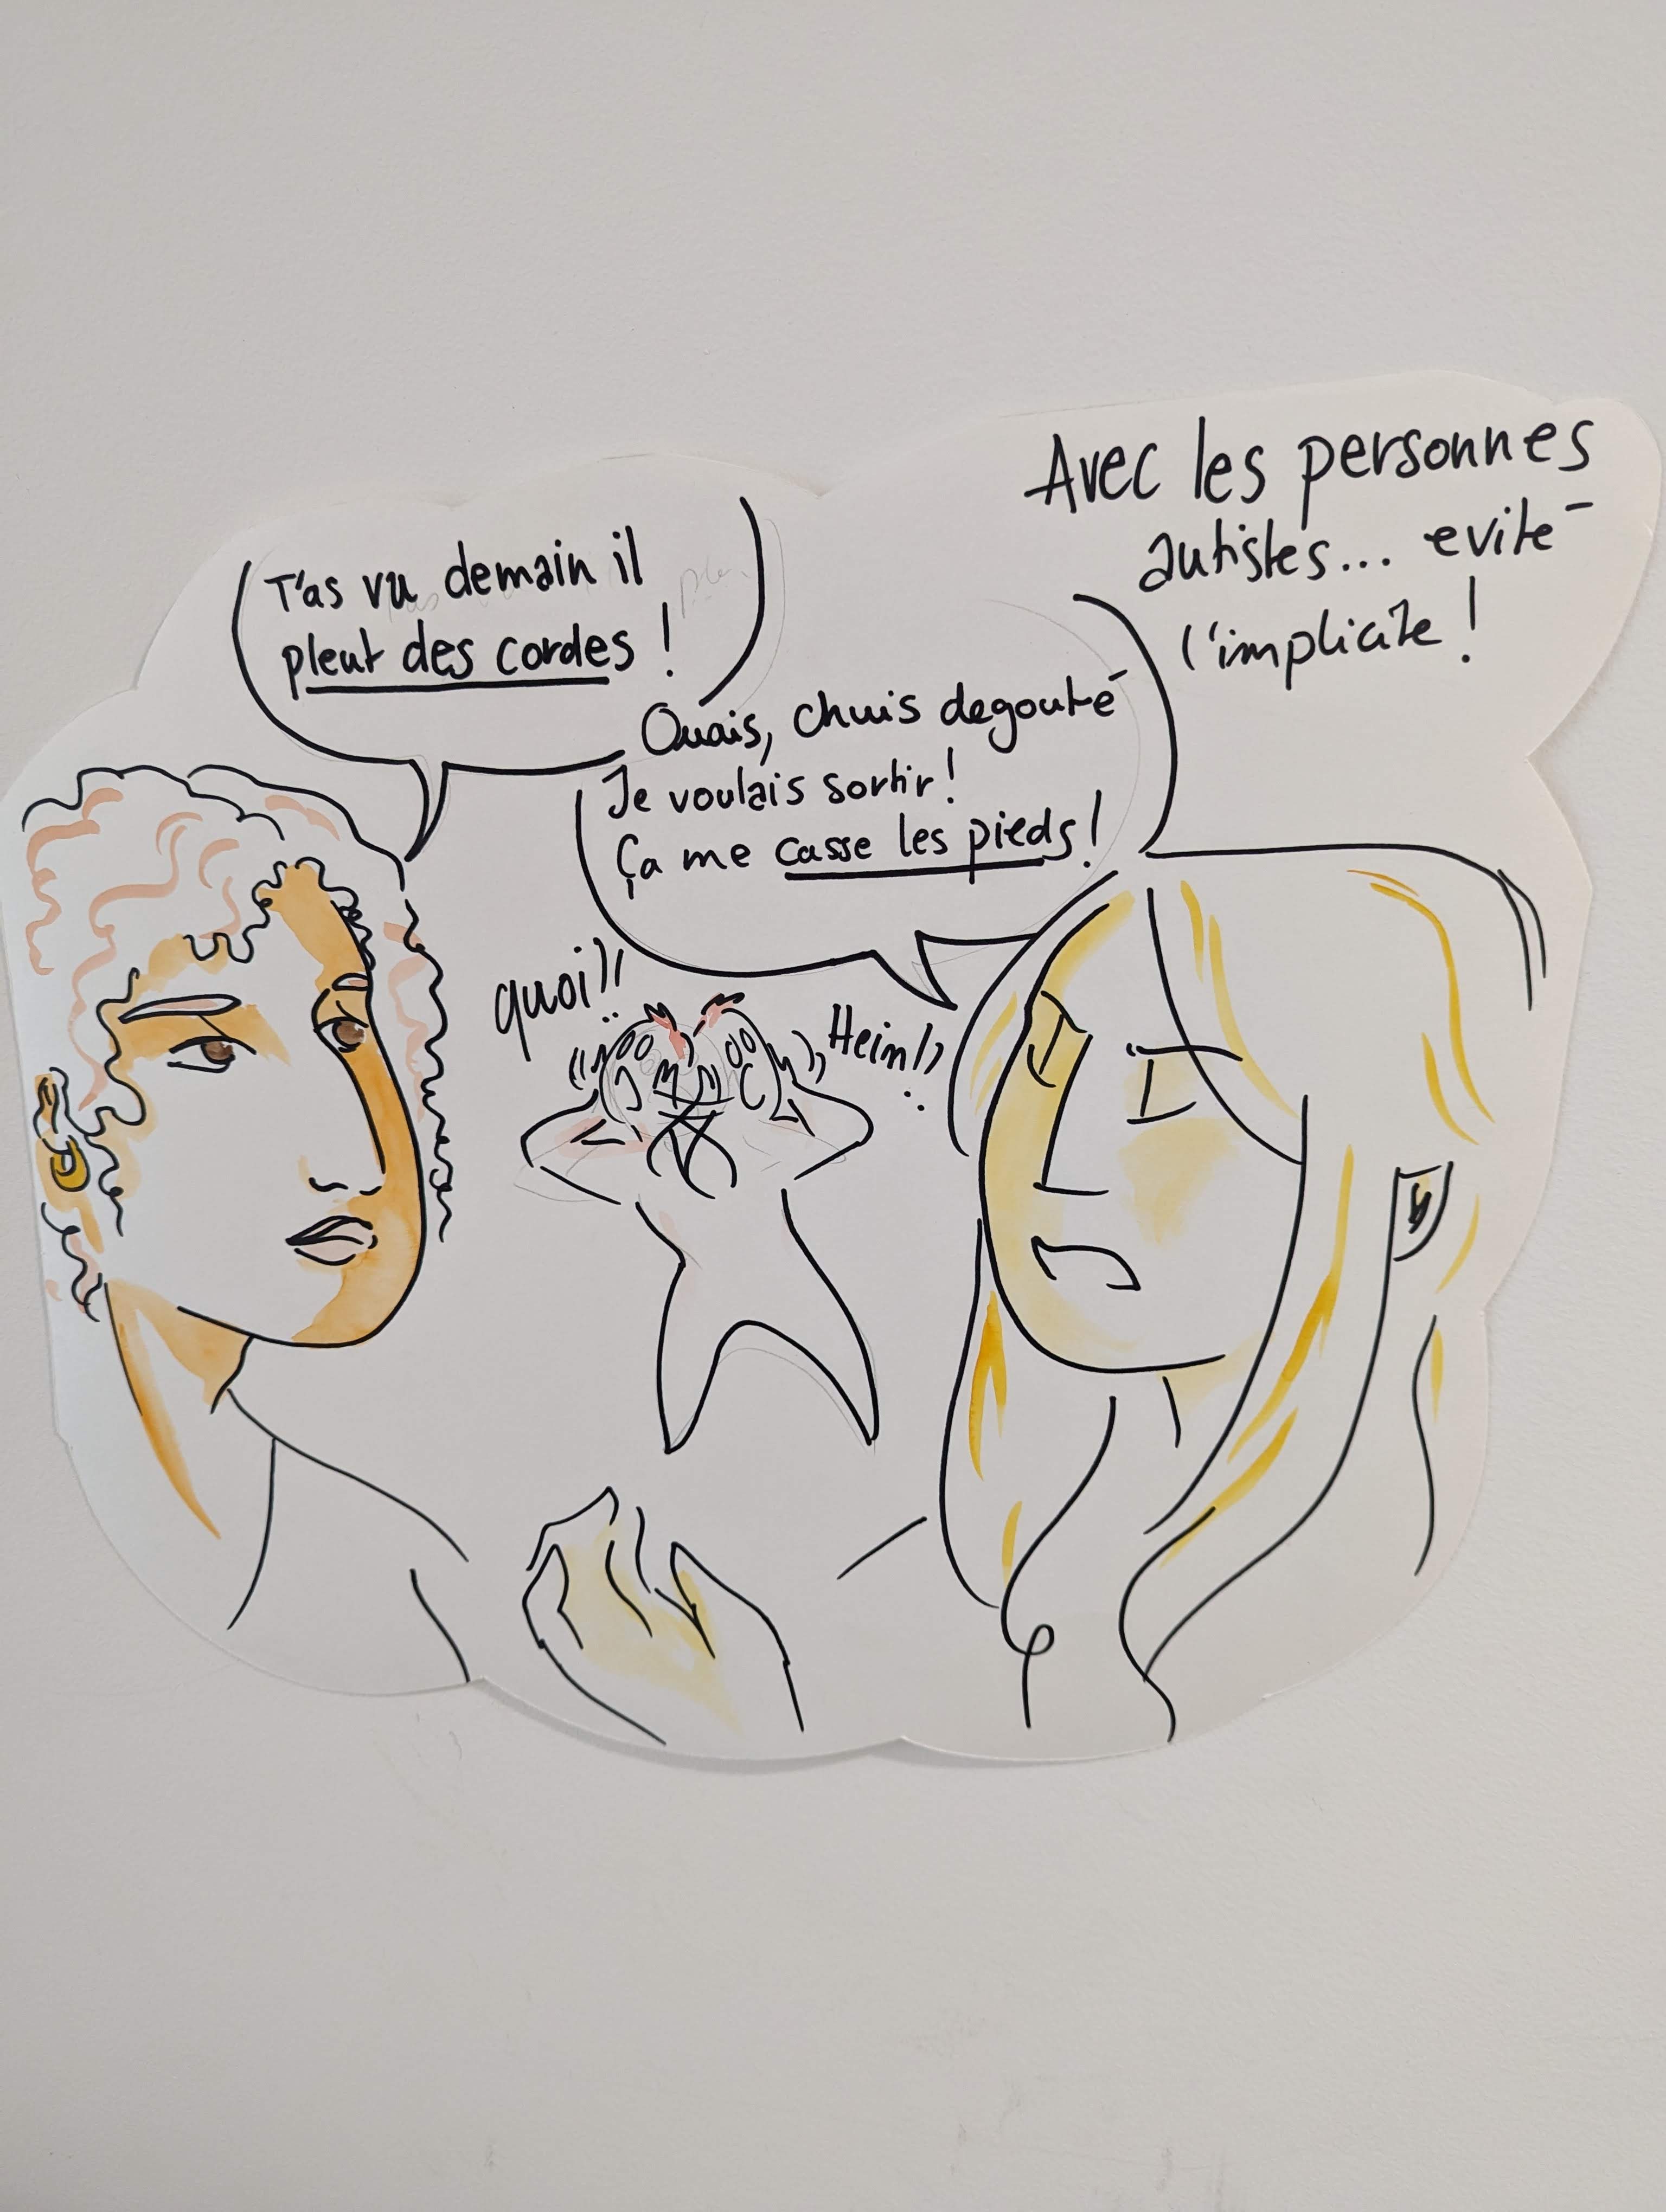 Avec les personnes
autistes... evité
l'implicite !
T'as vu demain il
pleut des cordes !
Ouais, chuis degouté
Je voulais sortir !
Ça me casse les pieds !
quoi !!
Hein !!